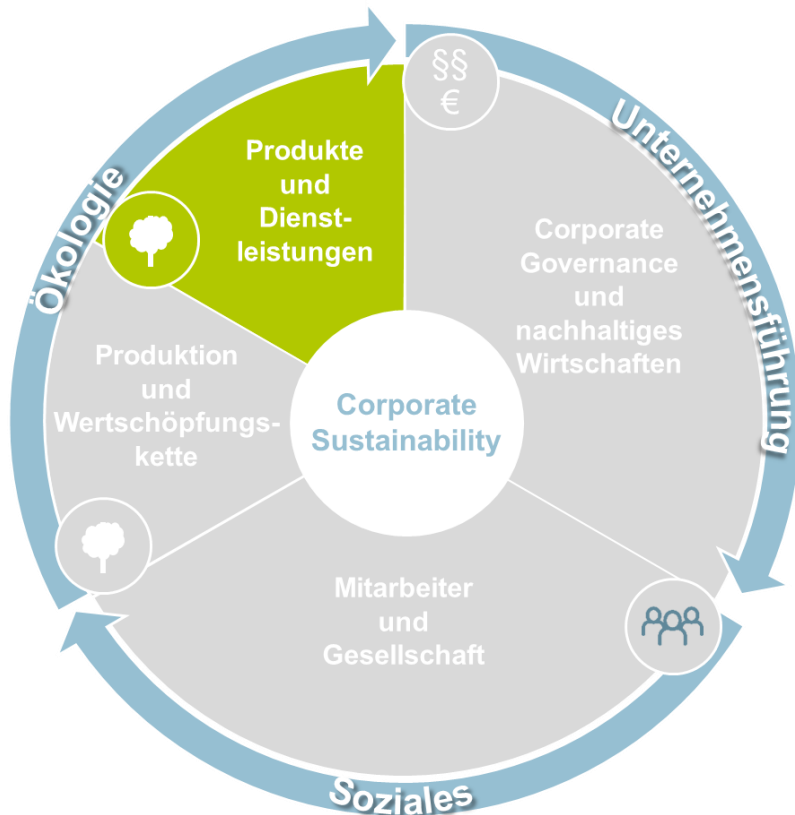 §§
€
Unternehmensführung
Ökologie
Soziales
Produkte
und
Dienst-
leistungen
Corporate
Governance
und
nachhaltiges
Wirtschaften
Produktion
und
Wertschöpfungs-
kette
Corporate
Sustainability
Mitarbeiter
und
Gesellschaft